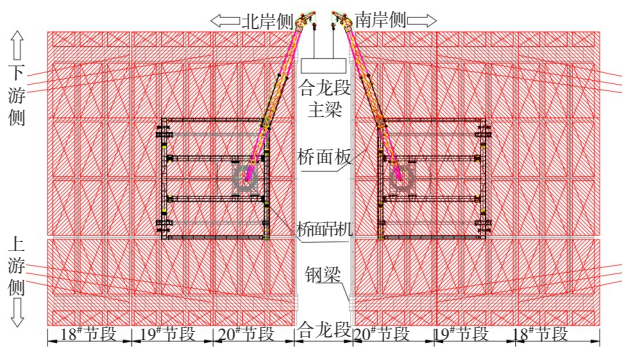 北岸侧
南岸侧
下游侧
合龙段
主梁
桥面板
桥面吊机
上游侧
钢梁
18#节段
19#节段
20#节段
合龙段
20#节段
19#节段
18#节段